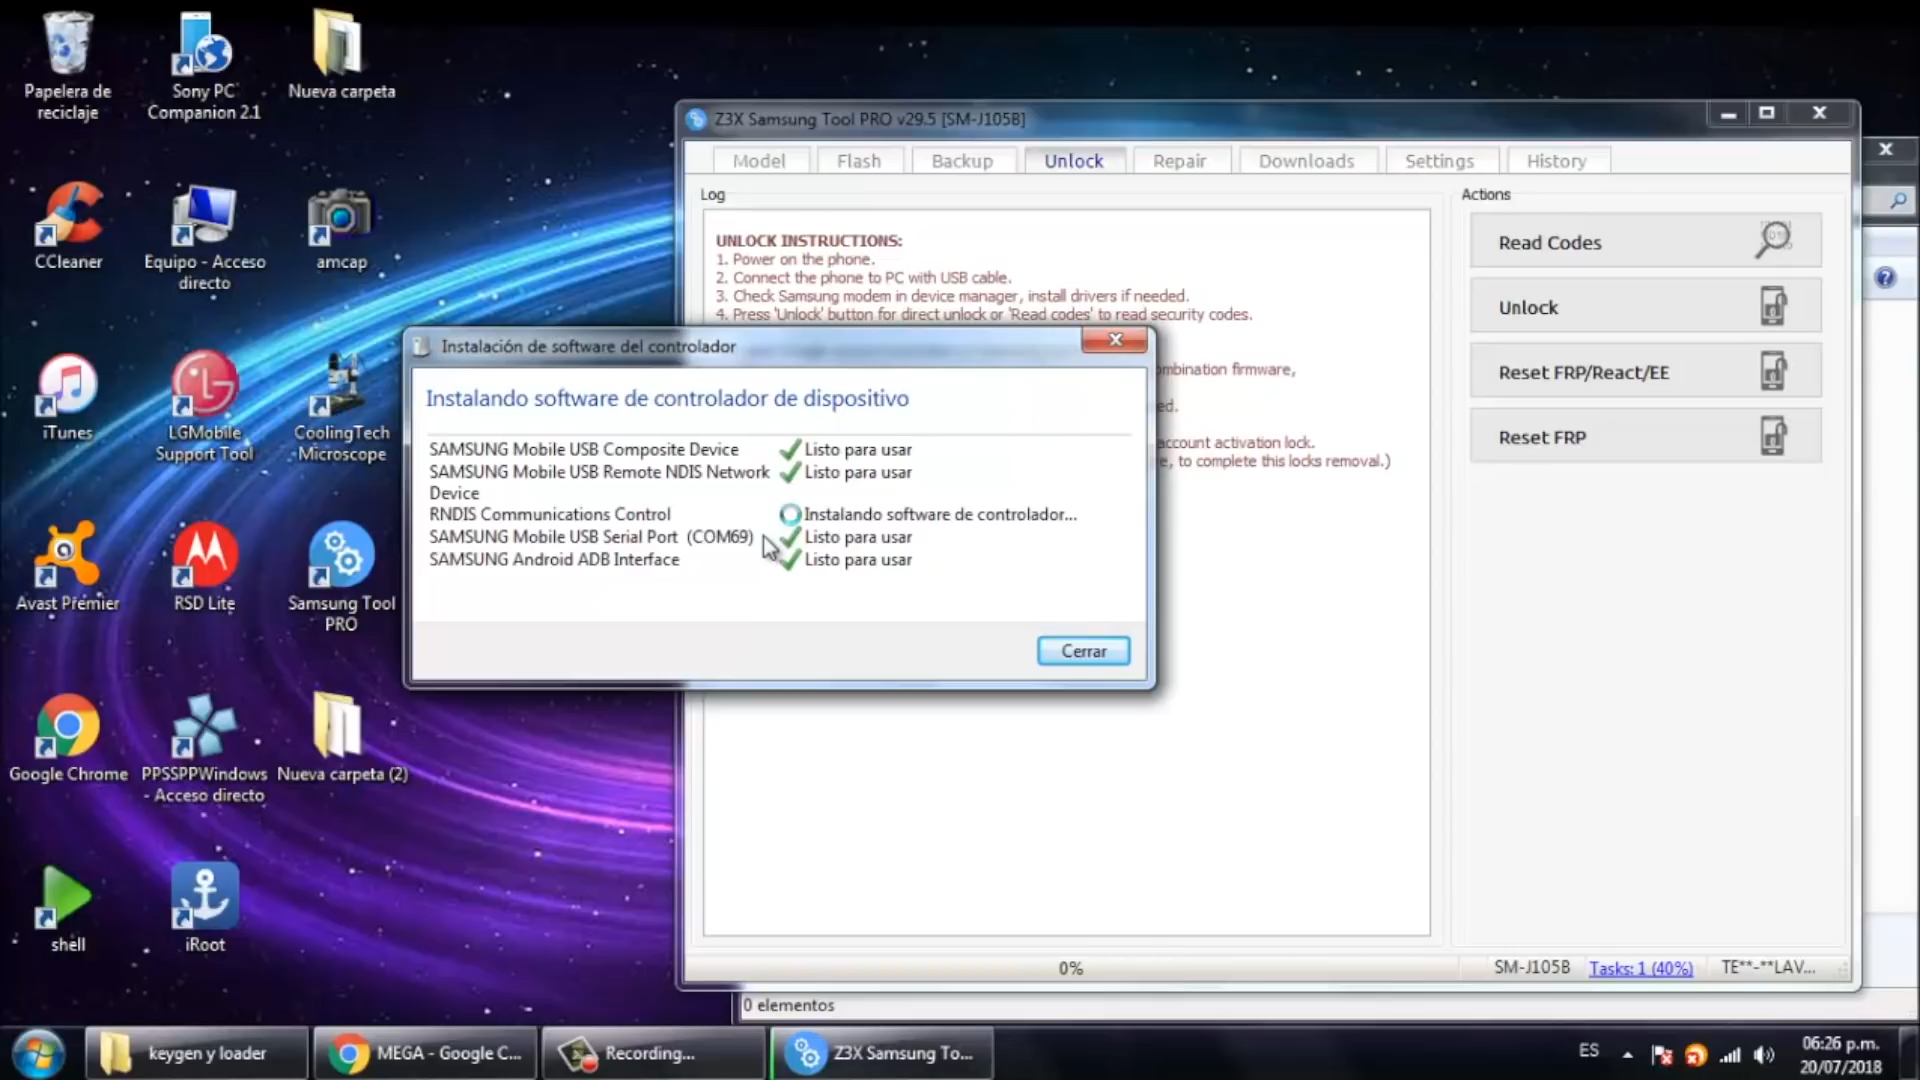 Papelera de
reciclaje
Sony PC
Companion 2.1
Nueva carpeta
CCleaner
Equipo - Acceso
directo
amcap
iTunes
LGMobile
Support Tool
CoolingTech
Microscope
Avast Premier
RSD Lite
Samsung Tool
PRO
Google Chrome
PPSSPPWindows
- Acceso directo
Nueva carpeta (2)
shell
iRoot
Z3X Samsung Tool PRO v29.5 [SM-J105B]
Model Flash Backup Unlock Repair Downloads Settings History
Log
UNLOCK INSTRUCTIONS:
1. Power on the phone.
2. Connect the phone to PC with USB cable.
3. Check Samsung modem in device manager, install drivers if needed.
4. Press 'Unlock' button for direct unlock or 'Read codes' to read security codes.
firmware,
account activation lock.
to complete this locks removal.)
Actions
Read Codes
Unlock
Reset FRP/React/EE
Reset FRP
Instalación de software del controlador
Instalando software de controlador de dispositivo
SAMSUNG Mobile USB Composite Device Listo para usar
SAMSUNG Mobile USB Remote NDIS Network Listo para usar
Device
RNDIS Communications Control Instalando software de controlador...
SAMSUNG Mobile USB Serial Port (COM69) Listo para usar
SAMSUNG Android ADB Interface Listo para usar
Cerrar
0% SM-J105B Tasks: 1 (40%) TE**-**LAV...
0 elementos
keygen y loader MEGA - Google C... Recording... Z3X Samsung To... ES
06:26 p.m.
20/07/2018